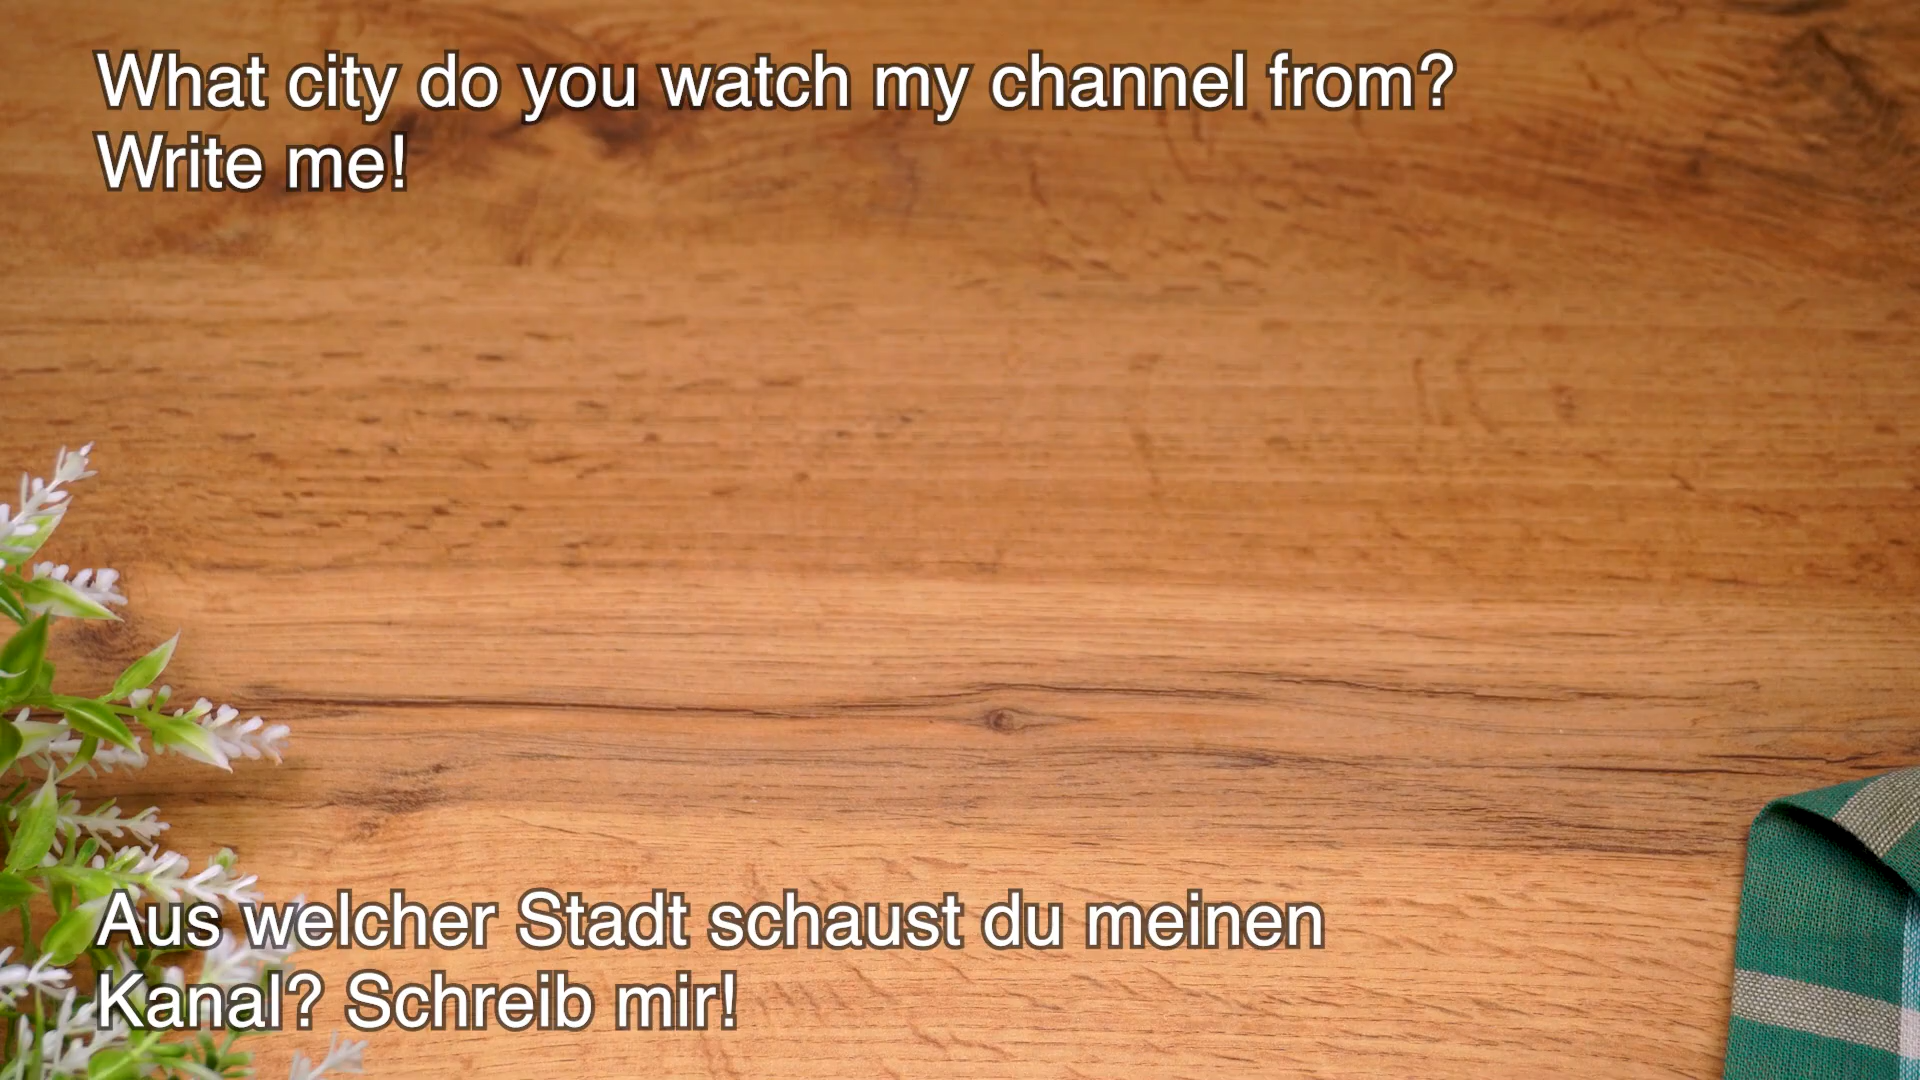 What city do you watch my channel from?
Write me!
Aus welcher Stadt schaust du meinen
Kanal? Schreib mir!